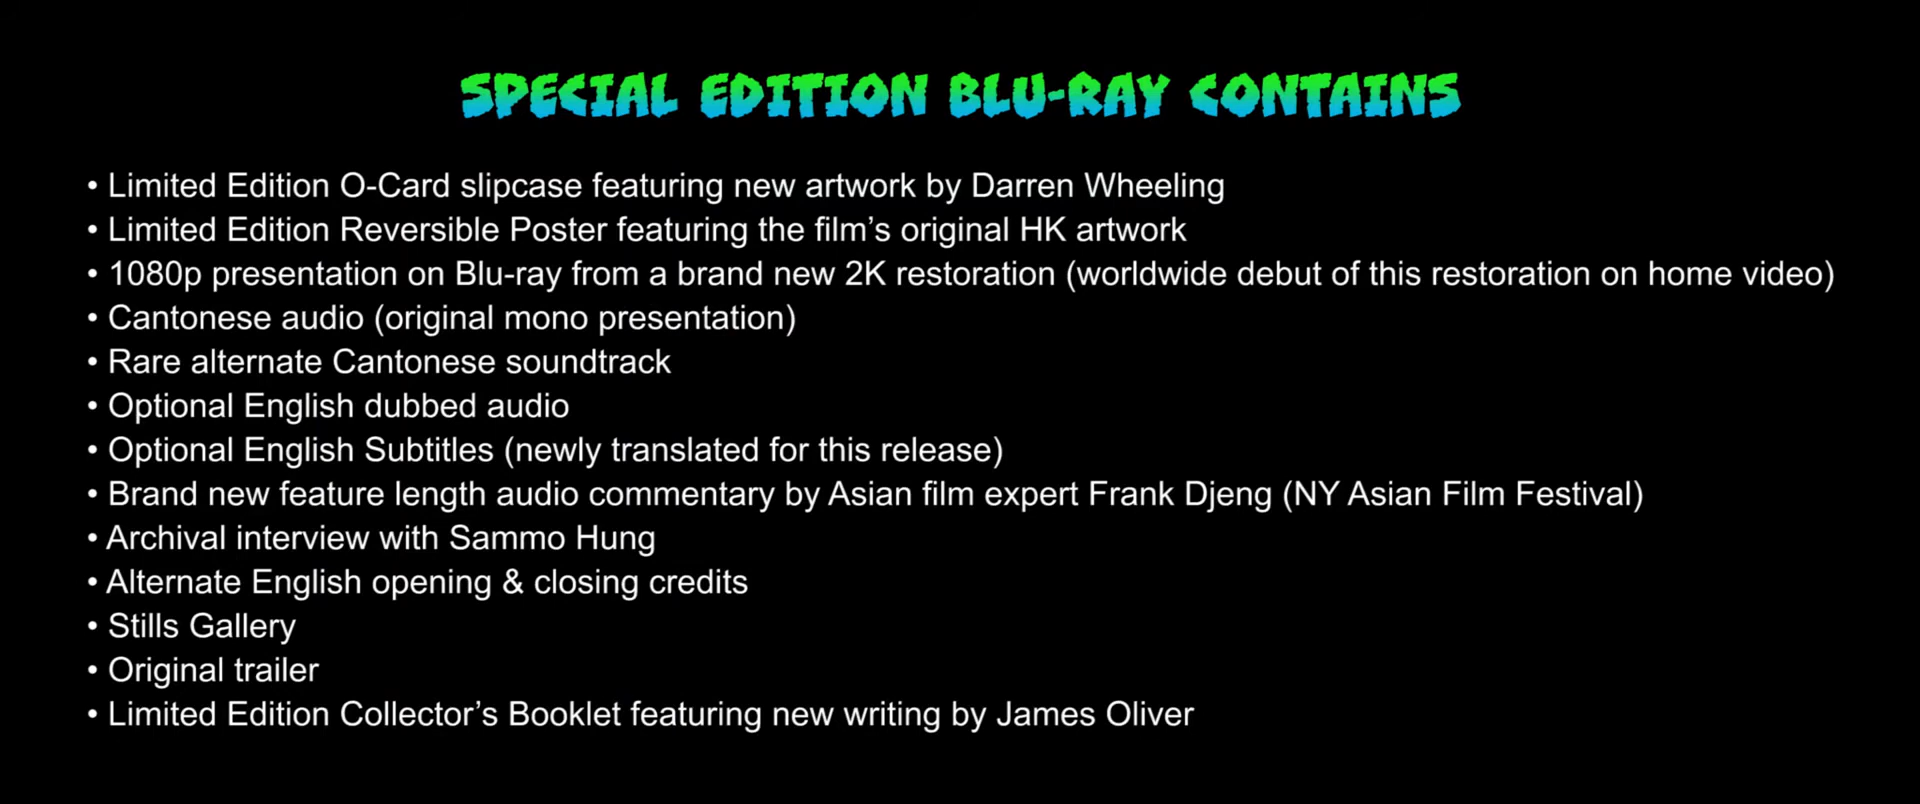 SPECIAL EDITION BLU-RAY CONTAINS
• Limited Edition O-Card slipcase featuring new artwork by Darren Wheeling
• Limited Edition Reversible Poster featuring the film’s original HK artwork
• 1080p presentation on Blu-ray from a brand new 2K restoration (worldwide debut of this restoration on home video)
• Cantonese audio (original mono presentation)
• Rare alternate Cantonese soundtrack
• Optional English dubbed audio
• Optional English Subtitles (newly translated for this release)
• Brand new feature length audio commentary by Asian film expert Frank Djeng (NY Asian Film Festival)
• Archival interview with Sammo Hung
• Alternate English opening & closing credits
• Stills Gallery
• Original trailer
• Limited Edition Collector’s Booklet featuring new writing by James Oliver